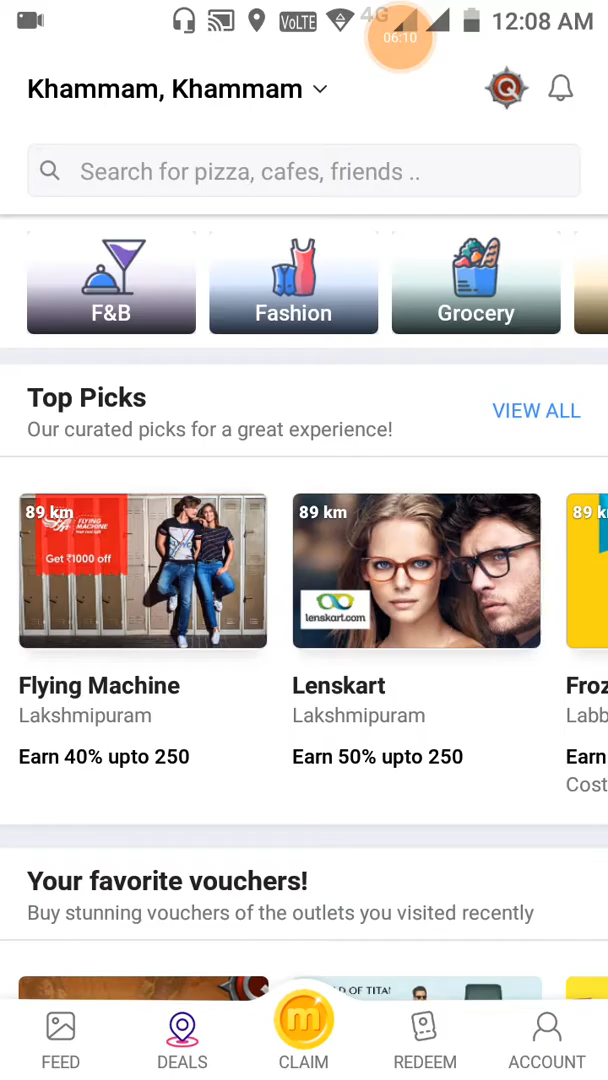 VoLTE
4G
06:10
12:08 AM
Khammam, Khammam
Q
Search for pizza, cafes, friends ..
F&B
Fashion
Grocery
Top Picks
VIEW ALL
Our curated picks for a great experience!
89 km
89 km
89 k
FLYING MACHINE
Get ₹1000 off
lenskart.com
Flying Machine
Lenskart
Froz
Lakshmipuram
Lakshmipuram
Labb
Earn 40% upto 250
Earn 50% upto 250
Earn
Cost
Your favorite vouchers!
Buy stunning vouchers of the outlets you visited recently
D OF TITA
m
FEED
DEALS
CLAIM
REDEEM
ACCOUNT